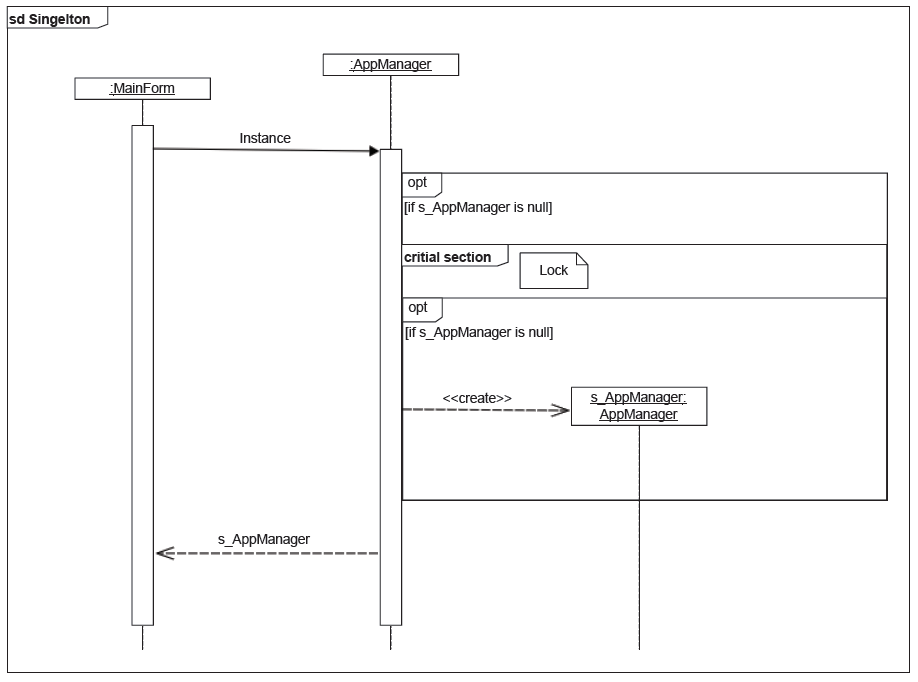 sd Singelton
:AppManager
:MainForm
Instance
opt
[if s_AppManager is null]
critial section
Lock
opt
[if s_AppManager is null]
<<create>>
s_AppManager:
AppManager
s_AppManager